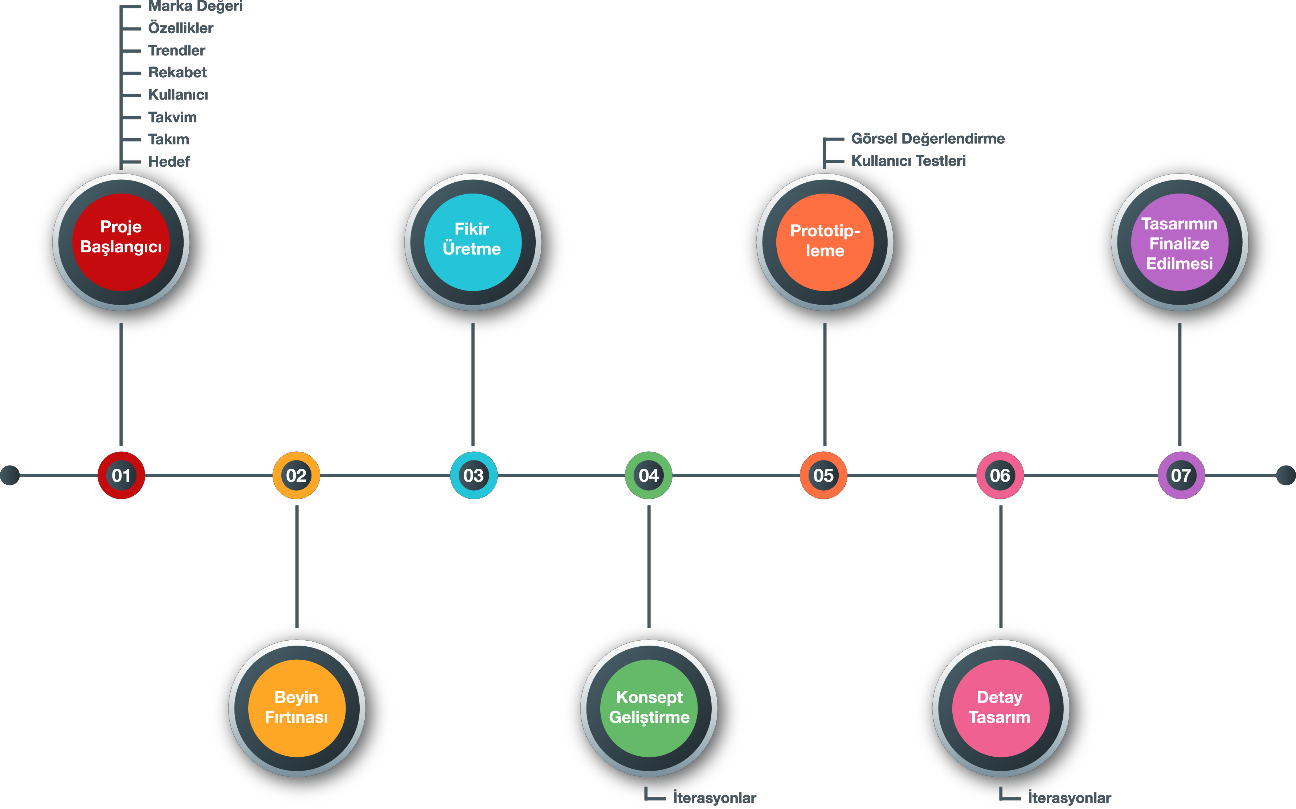 Marka Değeri
Özellikler
Trendler
Rekabet
Kullanıcı
Takvim
Takım
Hedef
Proje
Başlangıcı
Fikir
Üretme
Görsel Değerlendirme
Kullanıcı Testleri
Prototip-
leme
Tasarımın
Finalize
Edilmesi
01
02
03
04
05
06
07
Beyin
Fırtınası
Konsept
Geliştirme
İterasyonlar
Detay
Tasarım
İterasyonlar